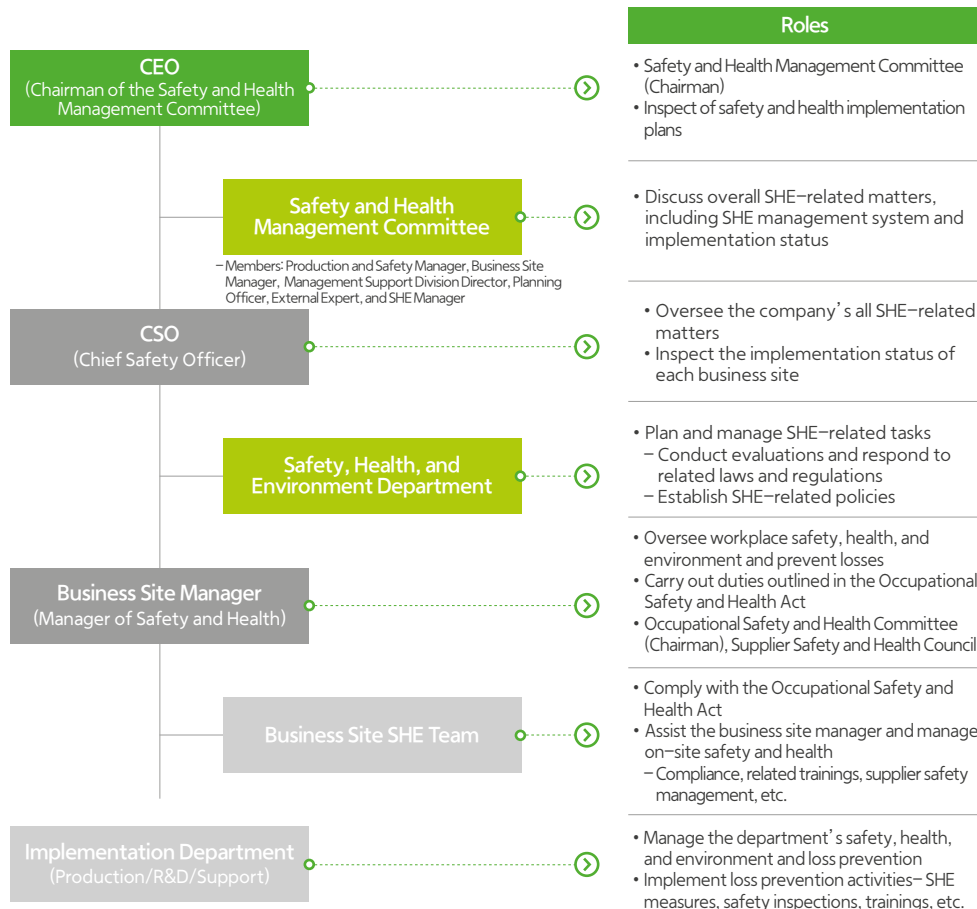 Roles
CEO
(Chairman of the Safety and Health
Management Committee)
• Safety and Health Management Committee
(Chairman)
• Inspect of safety and health implementation
plans
Safety and Health
Management Committee
– Members: Production and Safety Manager, Business Site
Manager, Management Support Division Director, Planning
Officer, External Expert, and SHE Manager
• Discuss overall SHE–related matters,
including SHE management system and
implementation status
CSO
(Chief Safety Officer)
• Oversee the company’s all SHE–related
matters
• Inspect the implementation status of
each business site
Safety, Health, and
Environment Department
• Plan and manage SHE–related tasks
– Conduct evaluations and respond to
related laws and regulations
– Establish SHE–related policies
Business Site Manager
(Manager of Safety and Health)
• Oversee workplace safety, health, and
environment and prevent losses
• Carry out duties outlined in the Occupational
Safety and Health Act
• Occupational Safety and Health Committee
(Chairman), Supplier Safety and Health Council
Business Site SHE Team
• Comply with the Occupational Safety and
Health Act
• Assist the business site manager and manage
on–site safety and health
– Compliance, related trainings, supplier safety
management, etc.
Implementation Department
(Production/R&D/Support)
• Manage the department’s safety, health,
and environment and loss prevention
• Implement loss prevention activities– SHE
measures, safety inspections, trainings, etc.